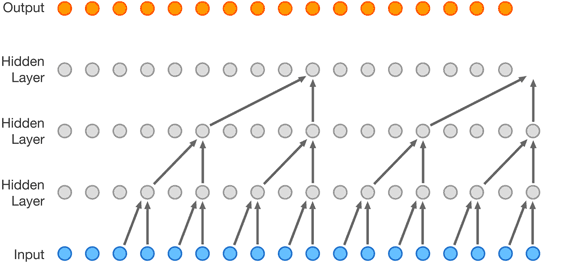 Output
Hidden
Layer
Hidden
Layer
Hidden
Layer
Input